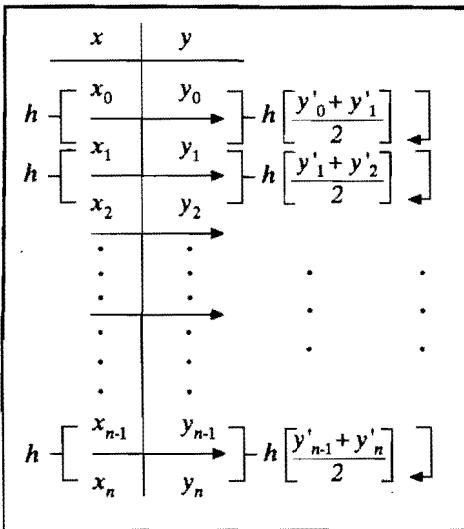 x y
x₀ y₀
h h[y'₀ + y'₁ / 2]
x₁ y₁
h h[y'₁ + y'₂ / 2]
x₂ y₂
xₙ₋₁ yₙ₋₁
h h[y'ₙ₋₁ + y'ₙ / 2]
xₙ yₙ